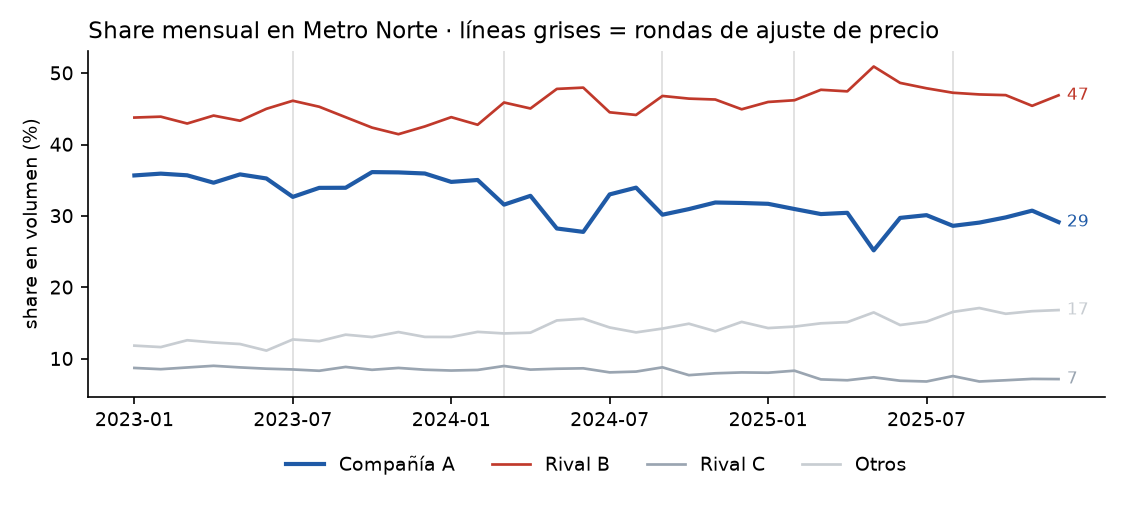 Share mensual en Metro Norte · líneas grises = rondas de ajuste de precio
share en volumen (%)
50
40
30
20
10
47
29
17
7
2023-01
2023-07
2024-01
2024-07
2025-01
2025-07
Compañía A
Rival B
Rival C
Otros